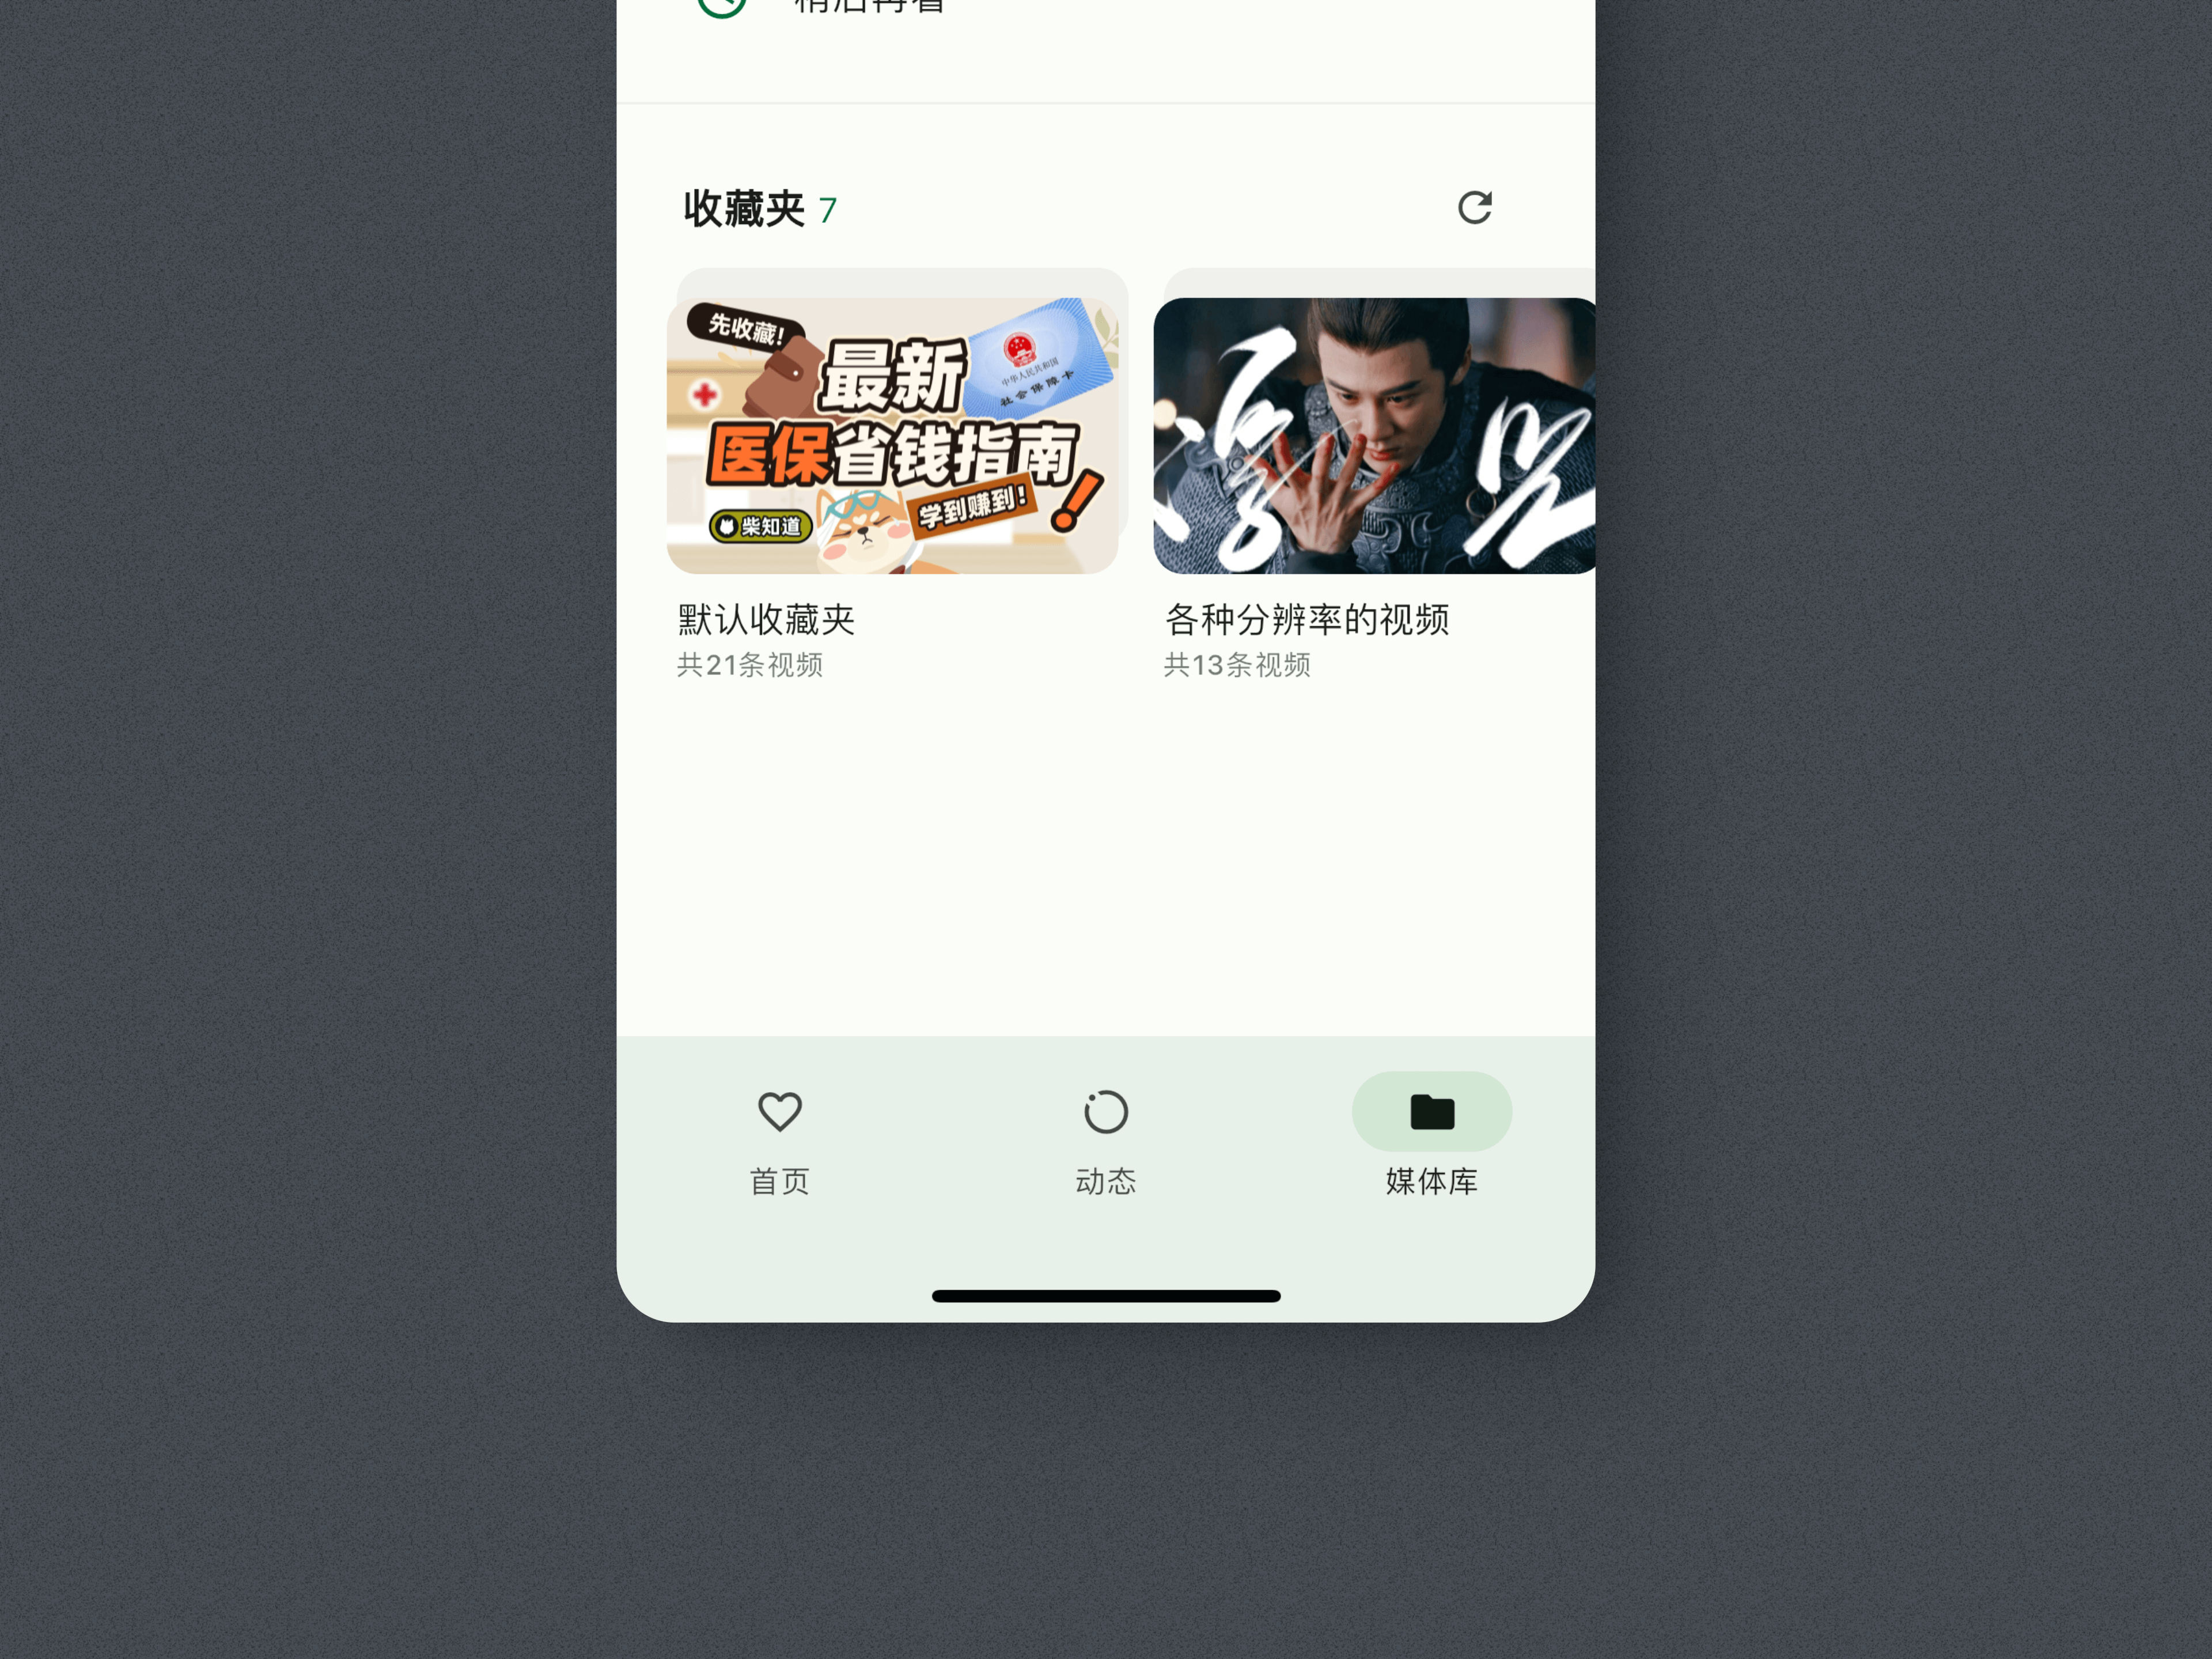 稍后再看
收藏夹 7
先收藏!
最新
中华人民共和国
社会保障卡
医保省钱指南
学到赚到!
柴知道
默认收藏夹
共21条视频
各种分辨率的视频
共13条视频
首页
动态
媒体库